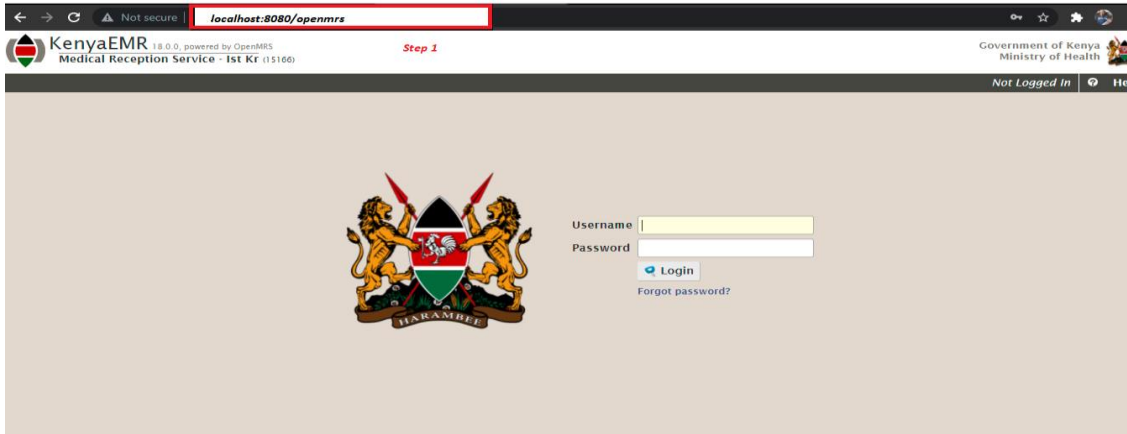 Not secure | localhost:8080/openmrs
KenyaEMR 18.0.0, powered by OpenMRS
Medical Reception Service - Ist Kr (15166)
Step 1
Government of Kenya
Ministry of Health
Not Logged In
He
Username
Password
Login
Forgot password?
HARAMBEE